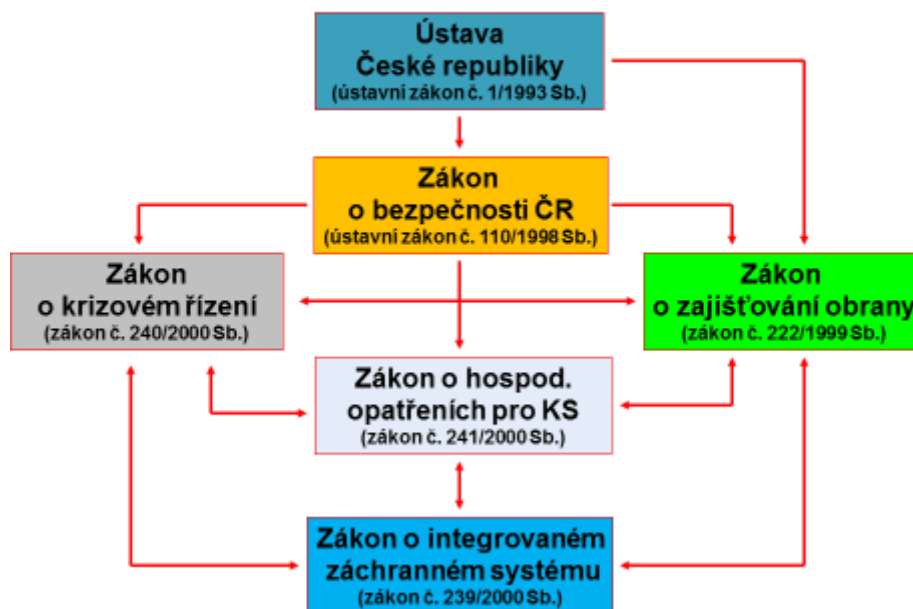 Ústava
České republiky
(ústavní zákon č. 1/1993 Sb.)
Zákon
o bezpečnosti ČR
(ústavní zákon č. 110/1998 Sb.)
Zákon
o krizovém řízení
(zákon č. 240/2000 Sb.)
Zákon
o zajišťování obrany
(zákon č. 222/1999 Sb.)
Zákon o hospod.
opatřeních pro KS
(zákon č. 241/2000 Sb.)
Zákon o integrovaném
záchranném systému
(zákon č. 239/2000 Sb.)